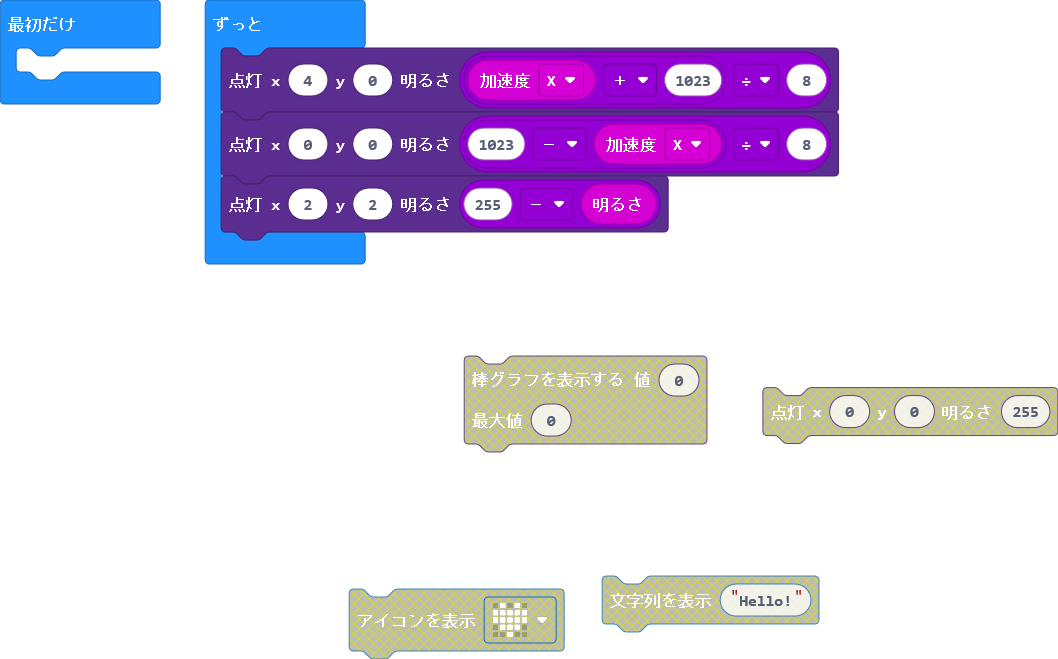 最初だけ
ずっと
点灯 x 4 y 0 明るさ 加速度 X + 1023 ÷ 8
点灯 x 0 y 0 明るさ 1023 - 加速度 X ÷ 8
点灯 x 2 y 2 明るさ 255 - 明るさ
棒グラフを表示する 値 0
最大値 0
点灯 x 0 y 0 明るさ 255
アイコンを表示
文字列を表示 "Hello!"